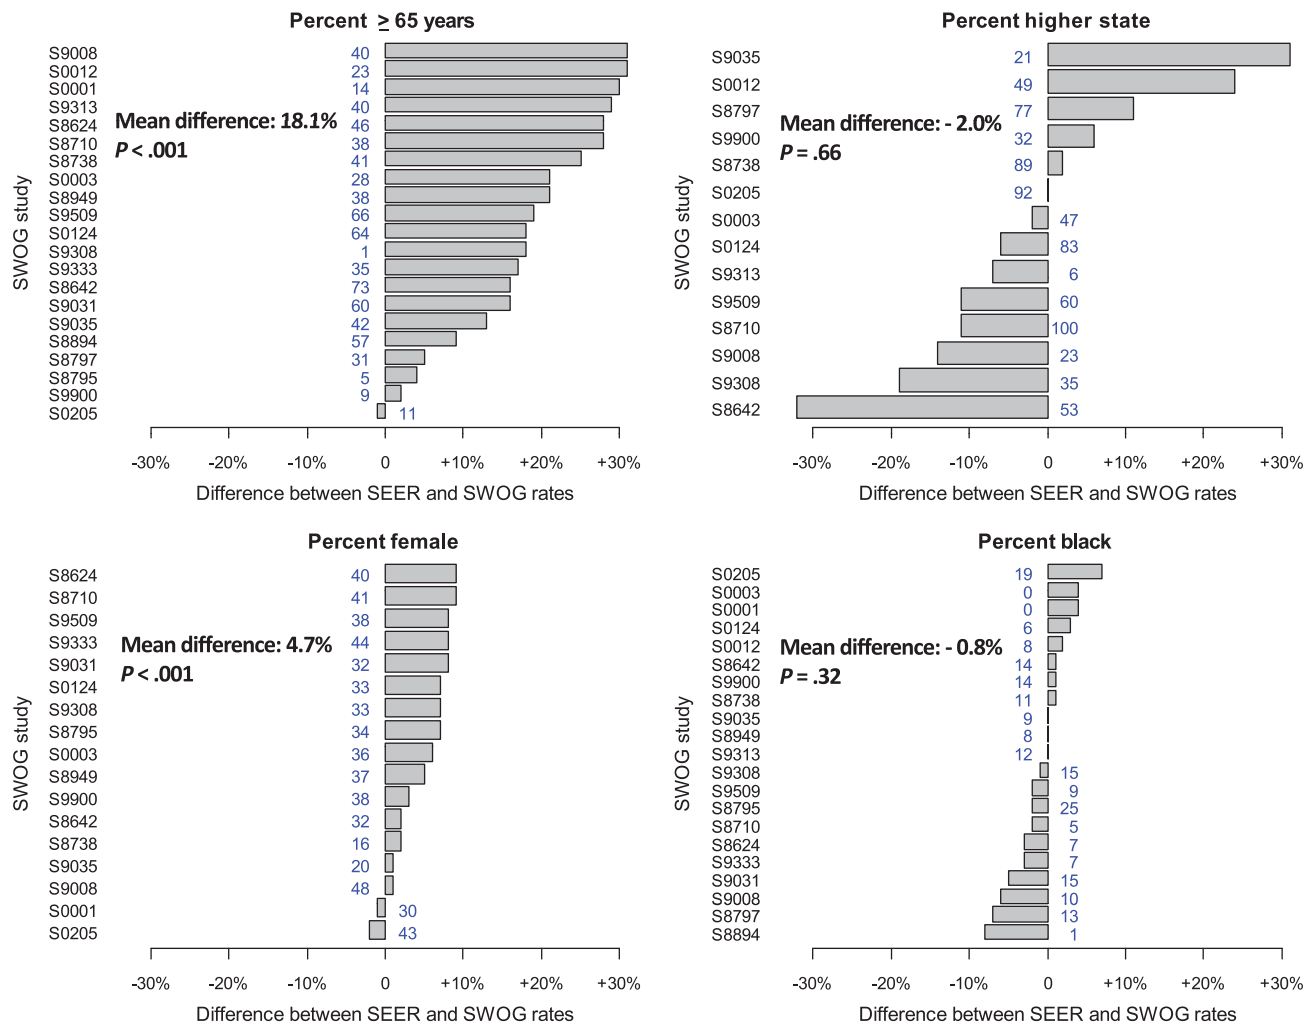 Percent ≥ 65 years
SWOG study
S9008 40
S0012 23
S0001 14
S9313 40
S8624 46
S8710 38
S8738 41
S0003 28
S8949 38
S9509 66
S0124 64
S9308 1
S9333 35
S8642 73
S9031 60
S9035 42
S8894 57
S8797 31
S8795 5
S9900 9
S0205 11
Mean difference: 18.1%
P < .001
-30% -20% -10% 0 +10% +20% +30%
Difference between SEER and SWOG rates
Percent higher state
SWOG study
S9035 21
S0012 49
S8797 77
S9900 32
S8738 89
S0205 92
S0003 47
S0124 83
S9313 6
S9509 60
S8710 100
S9008 23
S9308 35
S8642 53
Mean difference: - 2.0%
P = .66
-30% -20% -10% 0 +10% +20% +30%
Difference between SEER and SWOG rates
Percent female
SWOG study
S8624 40
S8710 41
S9509 38
S9333 44
S9031 32
S0124 33
S9308 33
S8795 34
S0003 36
S8949 37
S9900 38
S8642 32
S8738 16
S9035 20
S9008 48
S0001 30
S0205 43
Mean difference: 4.7%
P < .001
-30% -20% -10% 0 +10% +20% +30%
Difference between SEER and SWOG rates
Percent black
SWOG study
S0205 19
S0003 0
S0001 0
S0124 6
S0012 8
S8642 14
S9900 14
S8738 11
S9035 9
S8949 8
S9313 12
S9308 15
S9509 9
S8795 25
S8710 5
S8624 7
S9333 7
S9031 15
S9008 10
S8797 13
S8894 1
Mean difference: - 0.8%
P = .32
-30% -20% -10% 0 +10% +20% +30%
Difference between SEER and SWOG rates